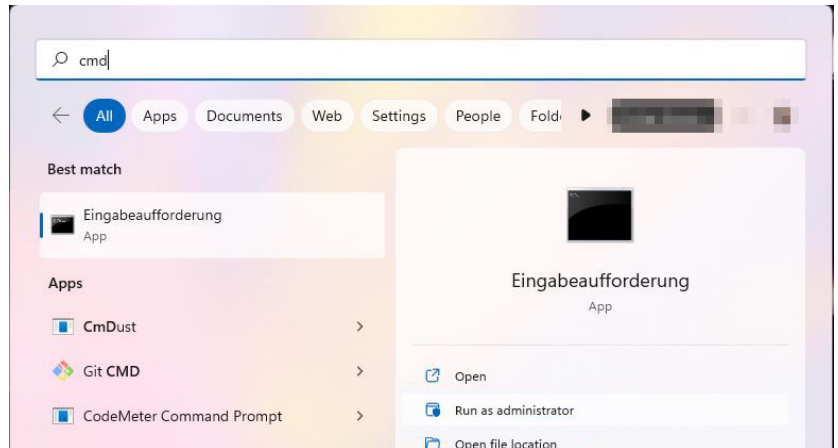 cmd
All Apps Documents Web Settings People Fold
Best match
Eingabeaufforderung
App
Apps
CmDust
Git CMD
CodeMeter Command Prompt
Eingabeaufforderung
App
Open
Run as administrator
Open file location